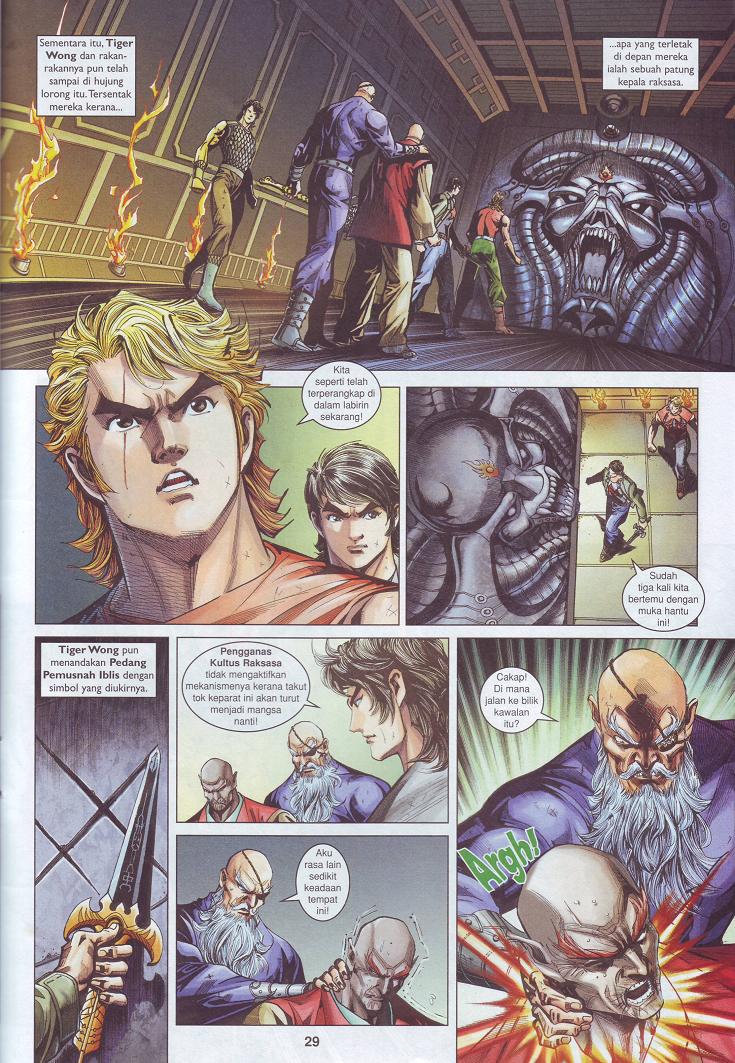 Sementara itu, Tiger
Wong dan rakan-
rakannya pun telah
sampai di hujung
lorong itu. Tersentak
mereka kerana...
...apa yang terletak
di depan mereka
ialah sebuah patung
kepala raksasa.
Kita
seperti telah
terperangkap di
dalam labirin
sekarang!
Sudah
tiga kali kita
bertemu dengan
muka hantu
ini!
Tiger Wong pun
menandakan Pedang
Pemusnah Iblis dengan
simbol yang diukirnya.
Pengganas
Kultus Raksasa
tidak mengaktifkan
mekanismenya kerana takut
tok keparat ini akan turut
menjadi mangsa
nanti!
Aku
rasa lain
sedikit
keadaan
tempat
ini!
Cakap!
Di mana
jalan ke bilik
kawalan
itu?
Argh!
29